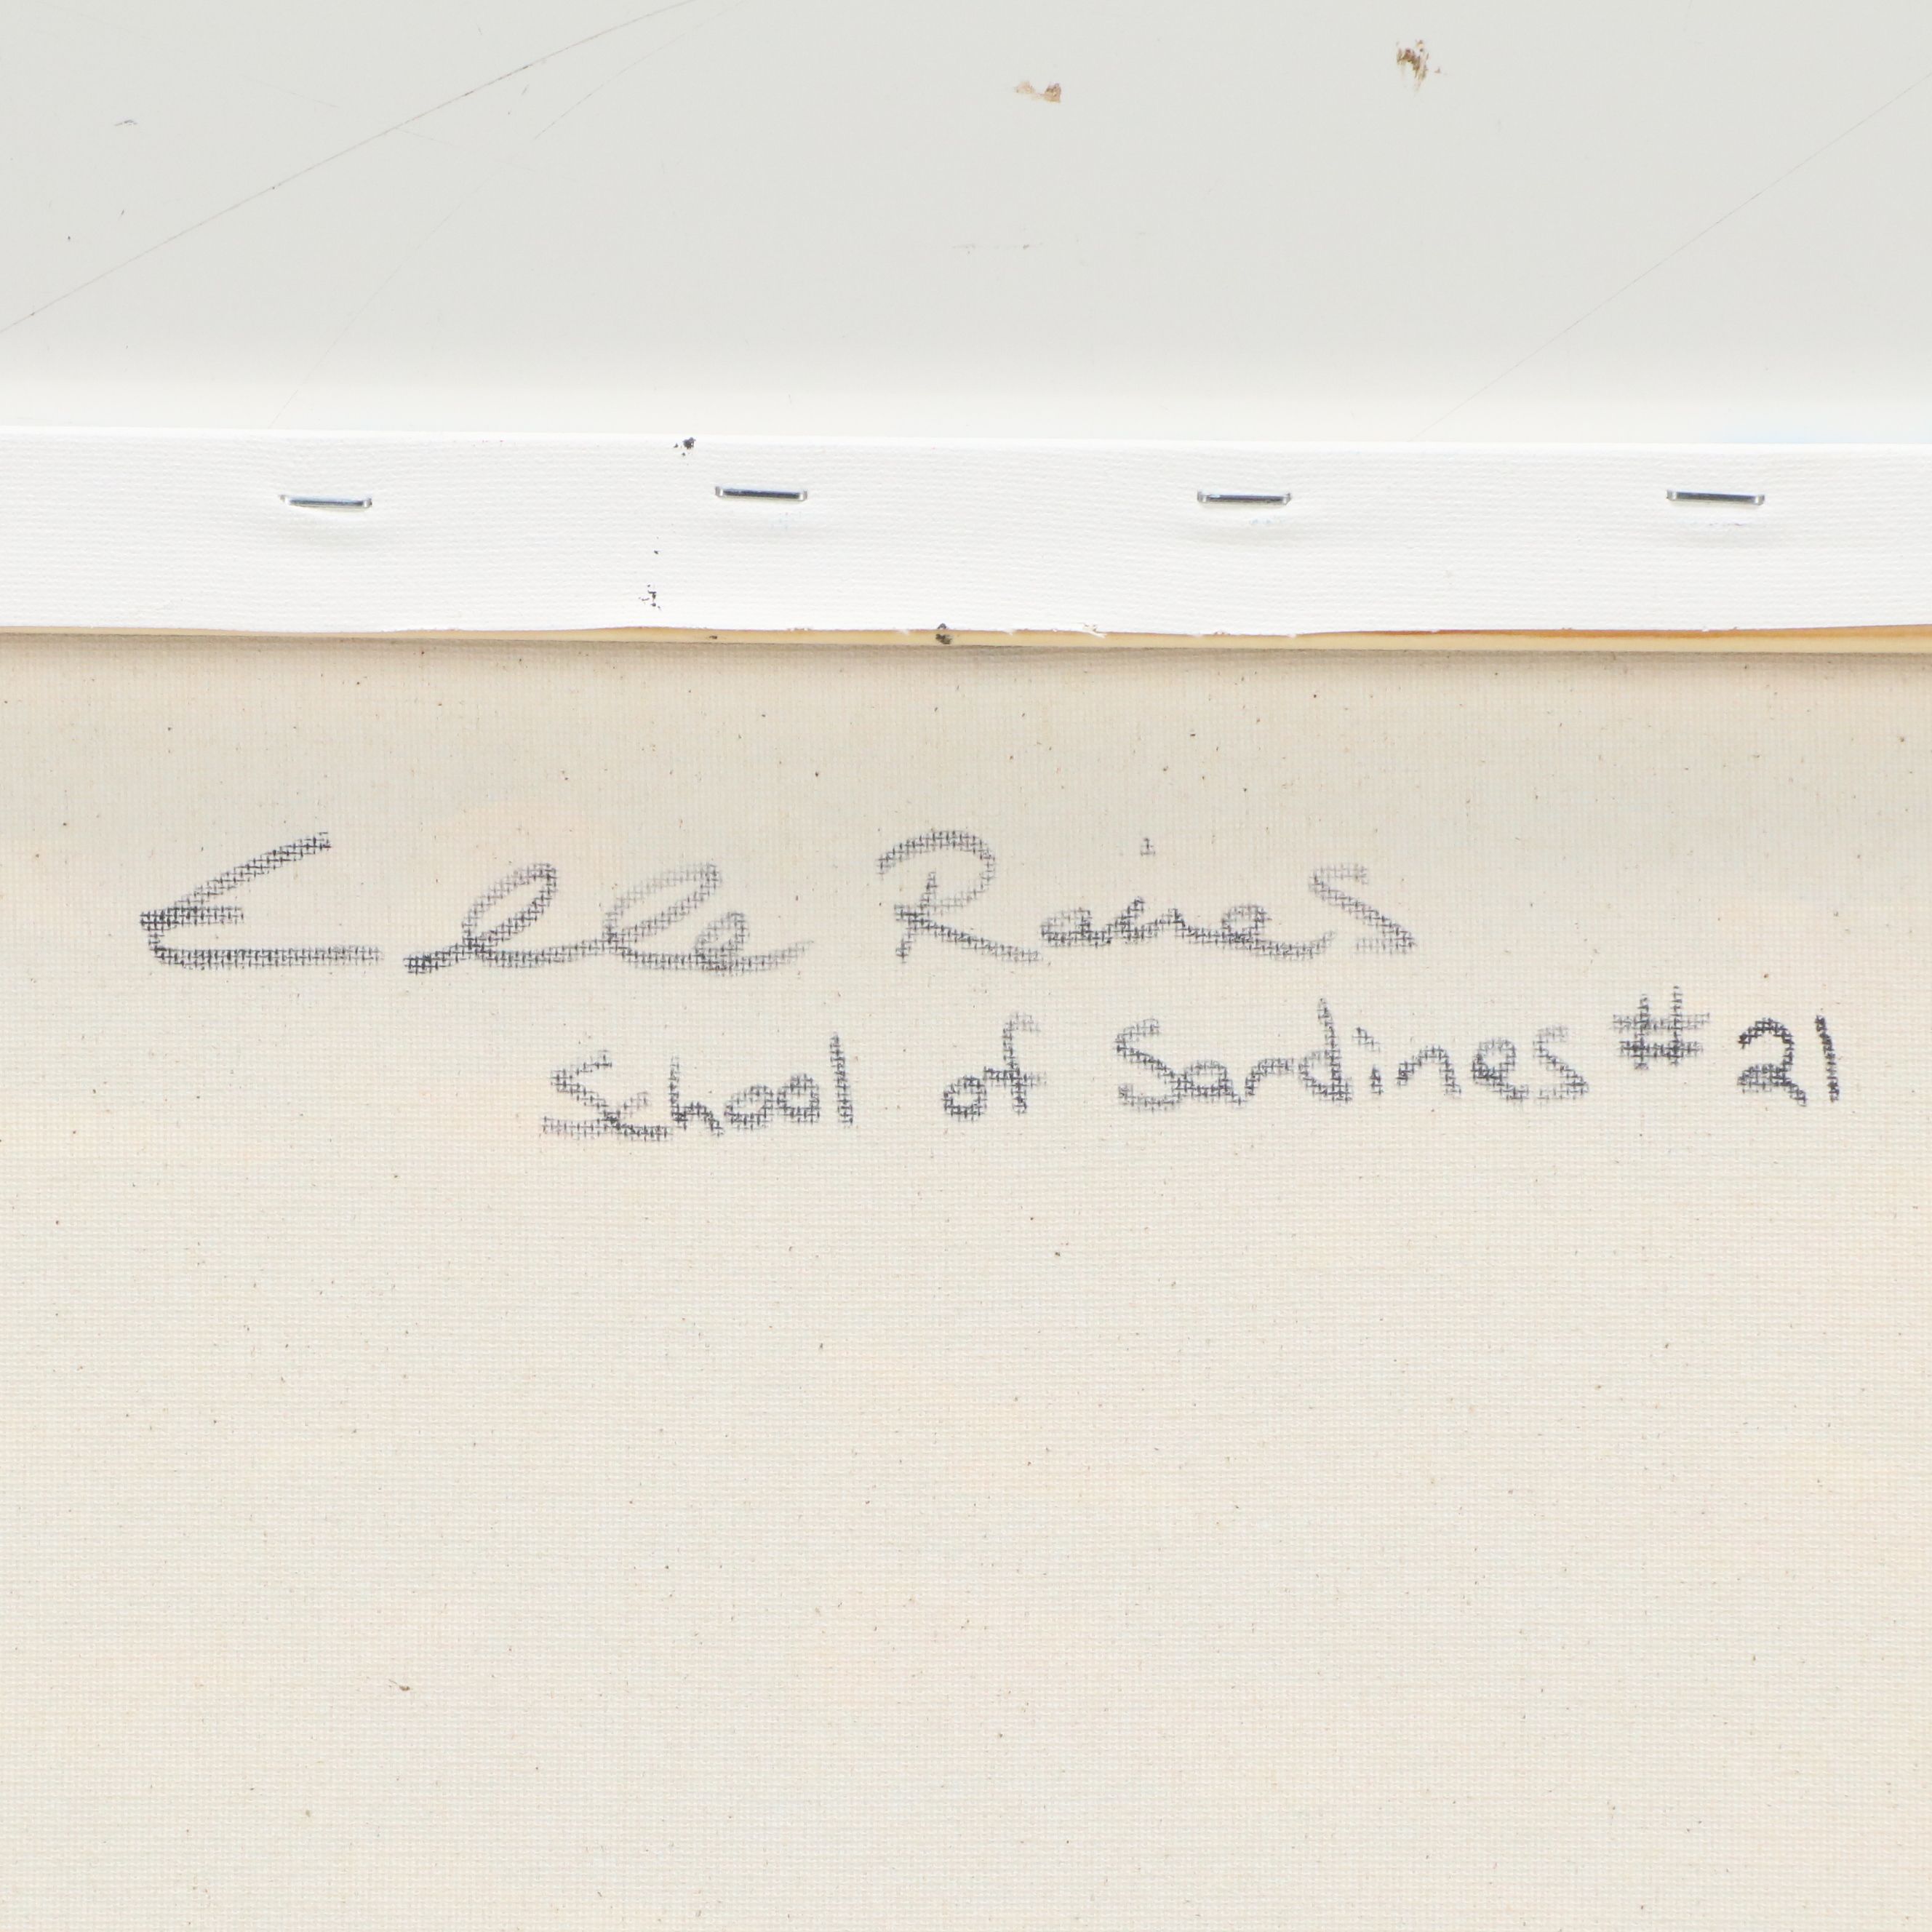 Elle Raines
School of Sardines # 21